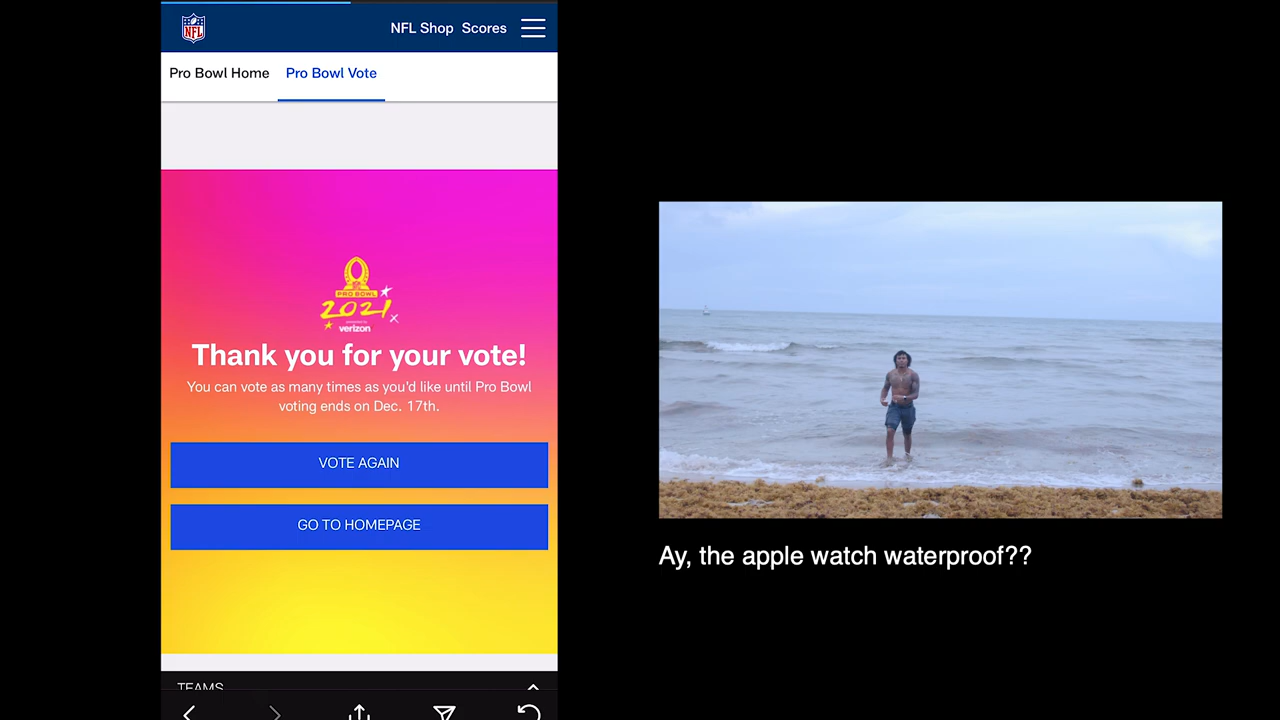 NFL
NFL Shop Scores
Pro Bowl Home Pro Bowl Vote
PRO BOWL
2021
presented by
verizon
Thank you for your vote!
You can vote as many times as you'd like until Pro Bowl
voting ends on Dec. 17th.
VOTE AGAIN
GO TO HOMEPAGE
TEAMS
Ay, the apple watch waterproof??